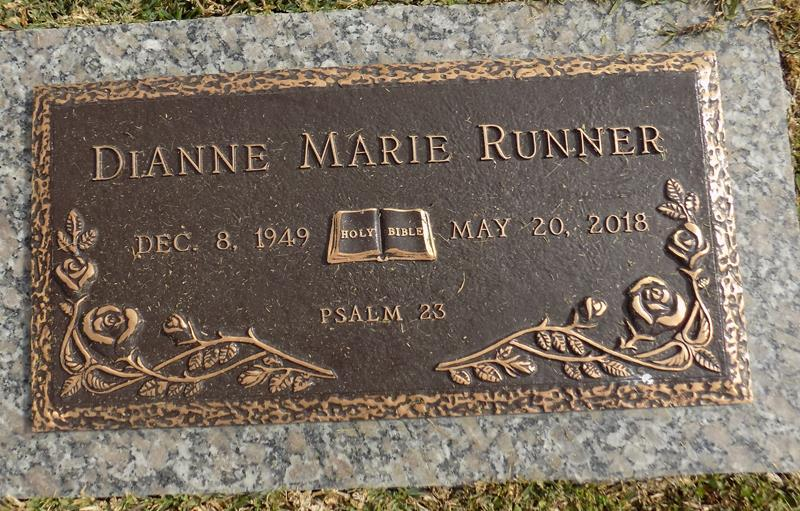 DIANNE MARIE RUNNER
DEC. 8, 1949 HOLY BIBLE MAY 20, 2018
PSALM 23